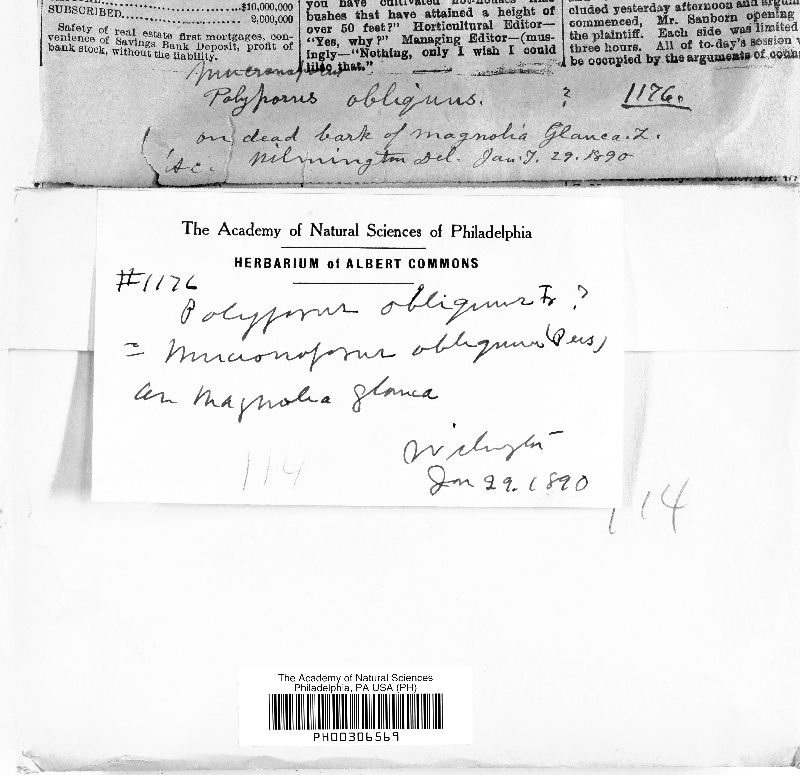 $10,000,000
SUBSCRIBED 2,000,000
Safety of real estate first mortgages, con-
venience of Savings Bank Deposit, profit of
bank stock, without the liability.
bushes that have attained a height of
over 50 feet?" Horticultural Editor—
"Yes, why?" Managing Editor—(mus-
ingly—"Nothing, only I wish I could
lilac that."
cluded yesterday afternoon and argum
commenced, Mr. Sanborn opening
the plaintiff. Each side was limited
three hours. All of to-day's session
be occupied by the arguments of couns
Mucronoporus
Polyporus obliquus. ? 1176.
on dead bark of Magnolia Glauca. L.
&c. Wilmington Del. Jan'y. 29. 1890
The Academy of Natural Sciences of Philadelphia
HERBARIUM of ALBERT COMMONS
#1176
Polyporus obliquus Fr ?
= Mucronoporus obliquus (Pers)
on Magnolia glauca
Wilmington
Jan 29. 1890
114
114
The Academy of Natural Sciences
Philadelphia, PA USA (PH)
PH00306569